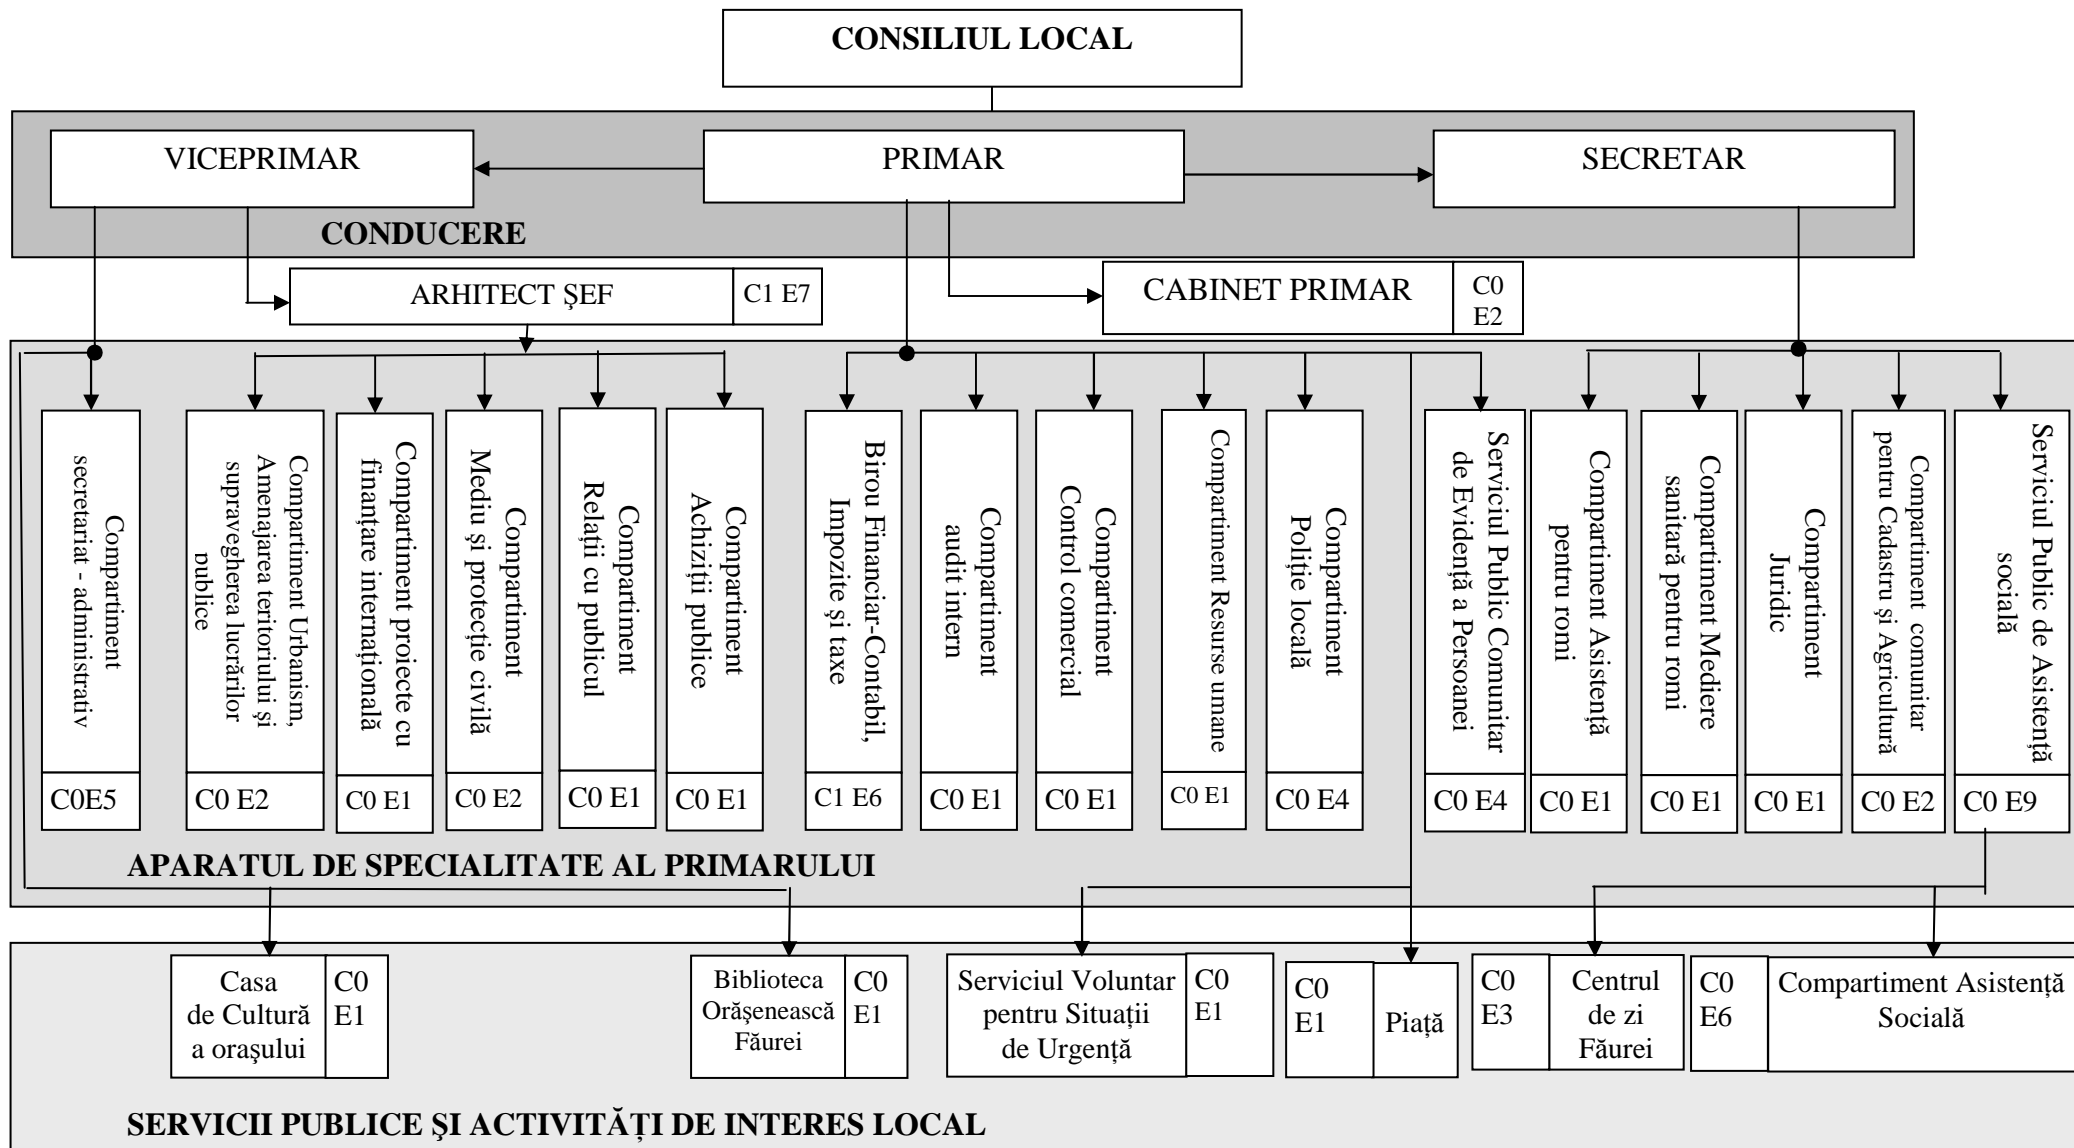 CONSILIUL LOCAL
VICEPRIMAR
PRIMAR
SECRETAR
CONDUCERE
ARHITECT ŞEF
C1 E7
CABINET PRIMAR
C0
E2
Compartiment
secretariat - administrativ
C0E5
Compartiment Urbanism,
Amenajarea teritoriului şi
supravegherea lucrărilor
publice
C0 E2
Compartiment proiecte cu
finanţare internaţională
C0 E1
Compartiment
Mediu şi protecţie civilă
C0 E2
Compartiment
Relaţii cu publicul
C0 E1
Compartiment
Achiziţii publice
C0 E1
Birou Financiar-Contabil,
Impozite şi taxe
C1 E6
Compartiment
audit intern
C0 E1
Compartiment
Control comercial
C0 E1
Compartiment Resurse umane
C0 E1
Compartiment
Poliţie locală
C0 E4
Serviciul Public Comunitar
de Evidenţă a Persoanei
C0 E4
Compartiment Asistenţă
pentru romi
C0 E1
Compartiment Mediere
sanitară pentru romi
C0 E1
Compartiment
Juridic
C0 E1
Compartiment comunitar
pentru Cadastru şi Agricultură
C0 E2
Serviciul Public de Asistenţă
socială
C0 E9
APARATUL DE SPECIALITATE AL PRIMARULUI
Casa
de Cultură
a oraşului
C0
E1
Biblioteca
Orăşenească
Făurei
C0
E1
Serviciul Voluntar
pentru Situaţii
de Urgenţă
C0
E1
C0
E1
Piaţă
C0
E3
Centrul
de zi
Făurei
C0
E6
Compartiment Asistenţă
Socială
SERVICII PUBLICE ŞI ACTIVITĂŢI DE INTERES LOCAL